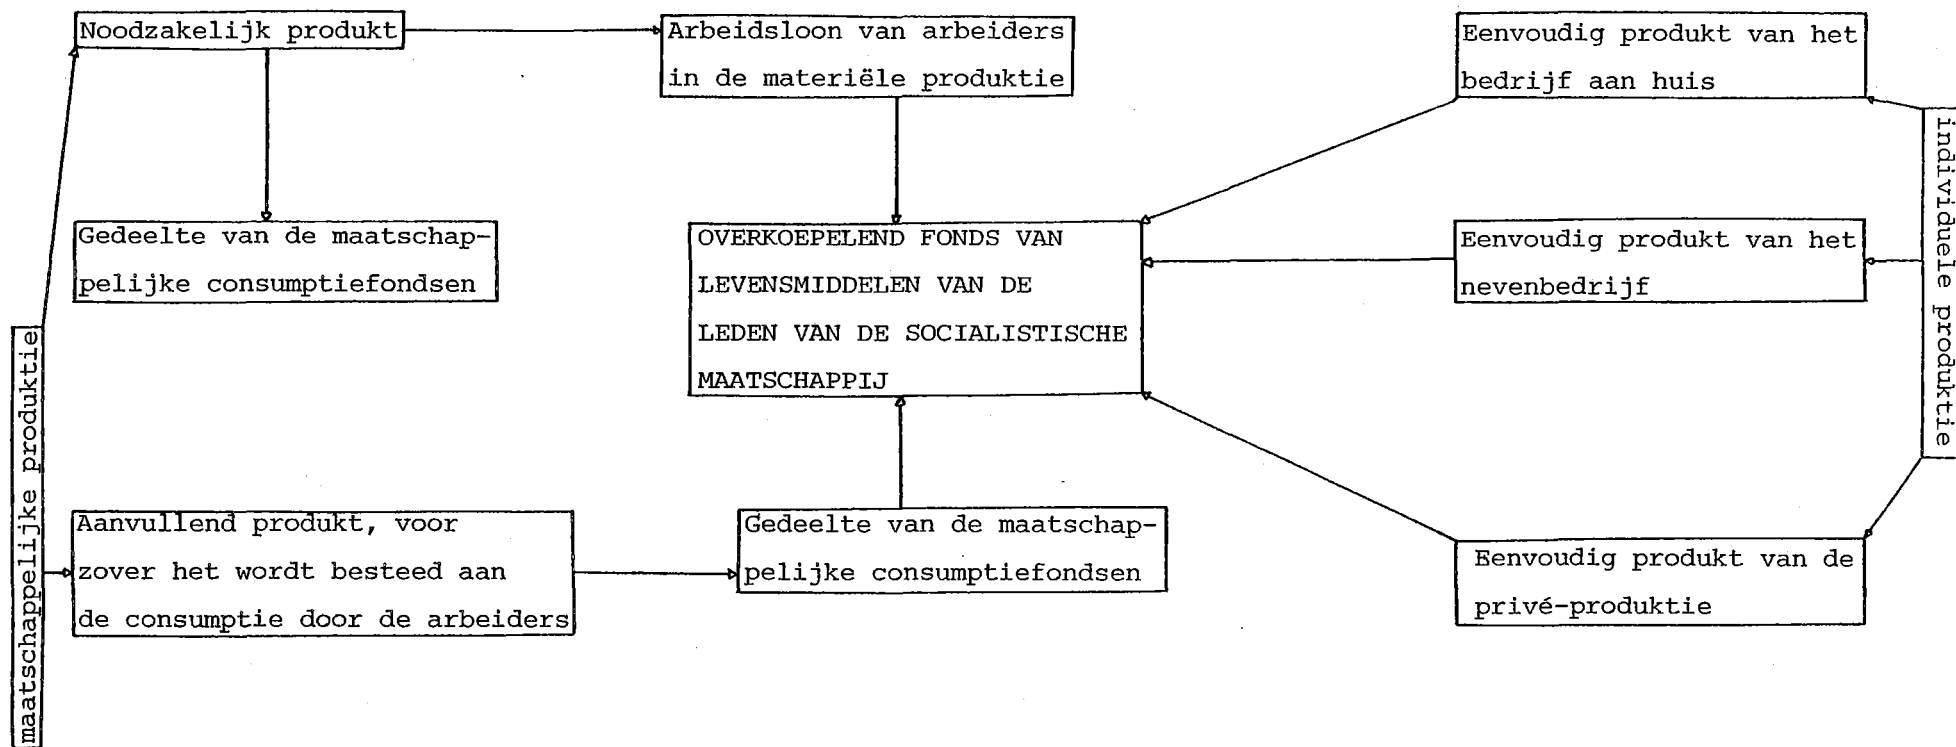 Noodzakelijk produkt
Arbeidsloon van arbeiders
in de materiële produktie
Eenvoudig produkt van het
bedrijf aan huis
individuele produktie
Gedeelte van de maatschap-
pelijke consumptiefondsen
OVERKOEPELEND FONDS VAN
LEVENSMIDDELEN VAN DE
LEDEN VAN DE SOCIALISTISCHE
MAATSCHAPPIJ
Eenvoudig produkt van het
nevenbedrijf
maatschappelijke produktie
Aanvullend produkt, voor
zover het wordt besteed aan
de consumptie door de arbeiders
Gedeelte van de maatschap-
pelijke consumptiefondsen
Eenvoudig produkt van de
privé-produktie